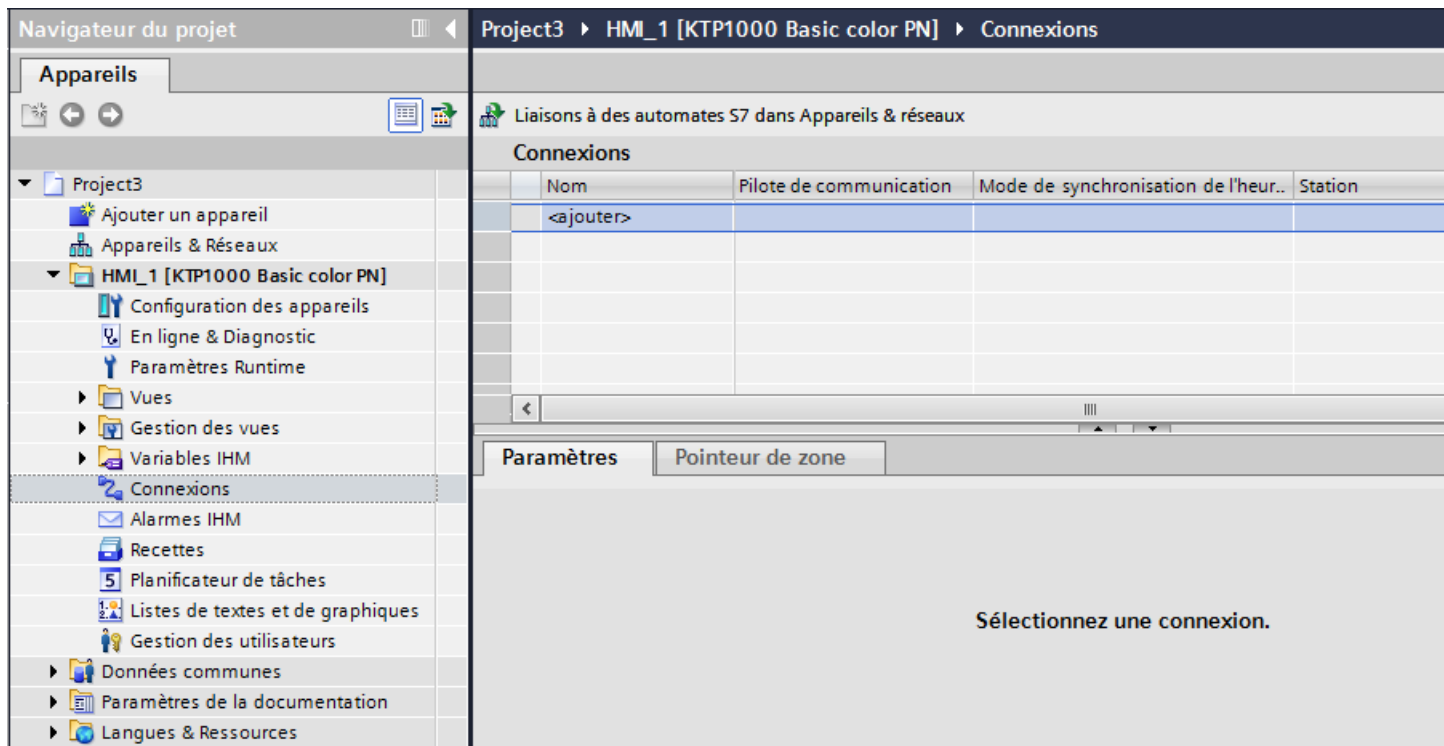 Navigateur du projet
Appareils
Project3
Ajouter un appareil
Appareils & Réseaux
HMI_1 [KTP1000 Basic color PN]
Configuration des appareils
En ligne & Diagnostic
Paramètres Runtime
Vues
Gestion des vues
Variables IHM
Connexions
Alarmes IHM
Recettes
Planificateur de tâches
Listes de textes et de graphiques
Gestion des utilisateurs
Données communes
Paramètres de la documentation
Langues & Ressources
Project3 HMI_1 [KTP1000 Basic color PN] Connexions
Liaisons à des automates S7 dans Appareils & réseaux
Connexions
Nom Pilote de communication Mode de synchronisation de l'heur.. Station
<ajouter>
Paramètres Pointeur de zone
Sélectionnez une connexion.